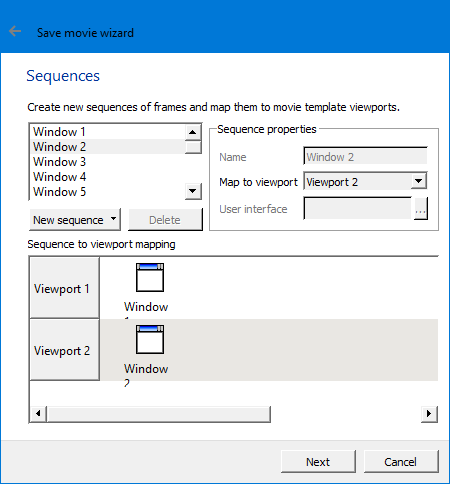 Save movie wizard
Sequences
Create new sequences of frames and map them to movie template viewports.
Window 1
Window 2
Window 3
Window 4
Window 5
New sequence
Delete
Sequence properties
Name
Window 2
Map to viewport
Viewport 2
User interface
...
Sequence to viewport mapping
Viewport 1
Window
1
Viewport 2
Window
2
Next
Cancel